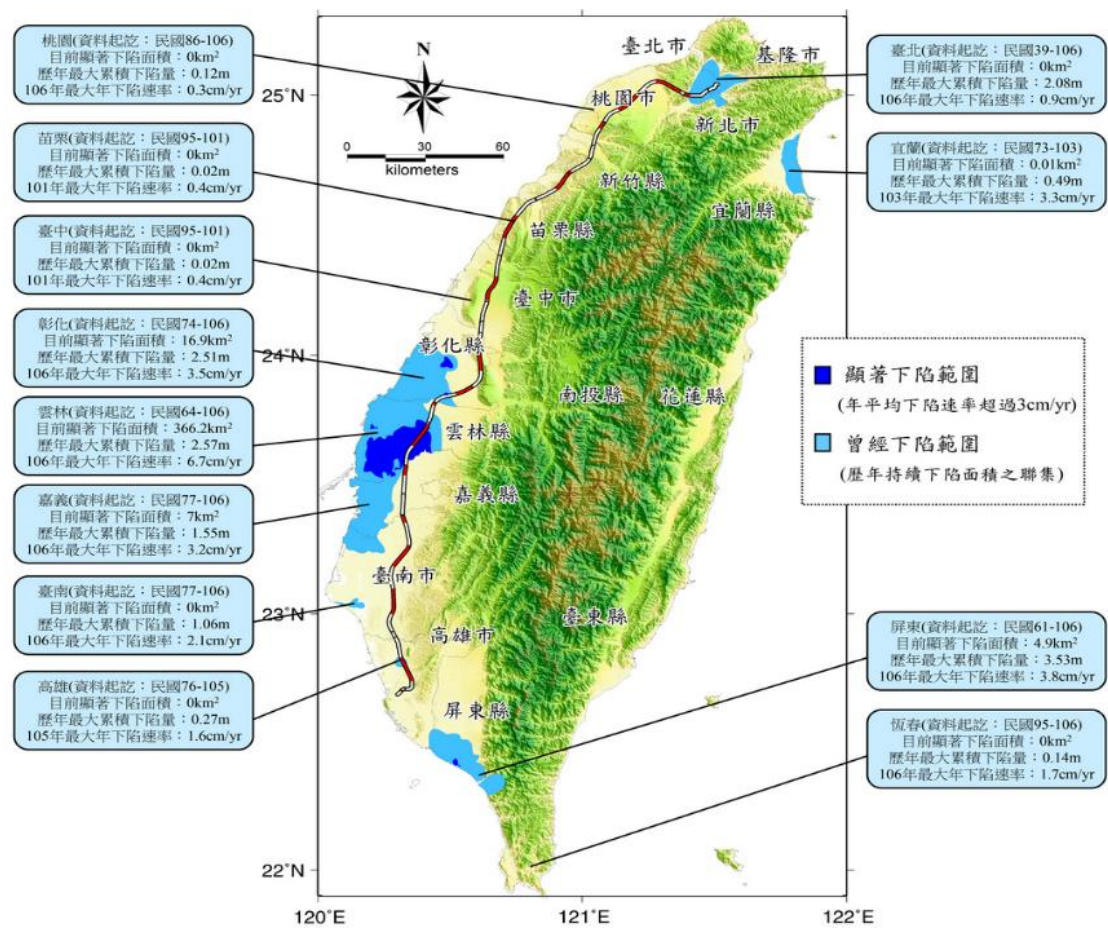 桃園(資料起訖：民國86-106)
目前顯著下陷面積：0km²
歷年最大累積下陷量：0.12m
106年最大年下陷速率：0.3cm/yr
苗栗(資料起訖：民國95-101)
目前顯著下陷面積：0km²
歷年最大累積下陷量：0.02m
101年最大年下陷速率：0.4cm/yr
臺中(資料起訖：民國95-101)
目前顯著下陷面積：0km²
歷年最大累積下陷量：0.02m
101年最大年下陷速率：0.4cm/yr
彰化(資料起訖：民國74-106)
目前顯著下陷面積：16.9km²
歷年最大累積下陷量：2.51m
106年最大年下陷速率：3.5cm/yr
雲林(資料起訖：民國64-106)
目前顯著下陷面積：366.2km²
歷年最大累積下陷量：2.57m
106年最大年下陷速率：6.7cm/yr
嘉義(資料起訖：民國77-106)
目前顯著下陷面積：7km²
歷年最大累積下陷量：1.55m
106年最大年下陷速率：3.2cm/yr
臺南(資料起訖：民國77-106)
目前顯著下陷面積：0km²
歷年最大累積下陷量：1.06m
106年最大年下陷速率：2.1cm/yr
高雄(資料起訖：民國76-105)
目前顯著下陷面積：0km²
歷年最大累積下陷量：0.27m
105年最大年下陷速率：1.6cm/yr
N
0 30 60
kilometers
25°N
24°N
23°N
22°N
120°E
121°E
122°E
臺北市
基隆市
桃園市
新北市
新竹縣
宜蘭縣
苗栗縣
臺中市
彰化縣
南投縣
花蓮縣
雲林縣
嘉義縣
臺南市
高雄市
臺東縣
屏東縣
臺北(資料起訖：民國39-106)
目前顯著下陷面積：0km²
歷年最大累積下陷量：2.08m
106年最大年下陷速率：0.9cm/yr
宜蘭(資料起訖：民國73-103)
目前顯著下陷面積：0.01km²
歷年最大累積下陷量：0.49m
103年最大年下陷速率：3.3cm/yr
顯著下陷範圍
(年平均下陷速率超過3cm/yr)
曾經下陷範圍
(歷年持續下陷面積之聯集)
屏東(資料起訖：民國61-106)
目前顯著下陷面積：4.9km²
歷年最大累積下陷量：3.53m
106年最大年下陷速率：3.8cm/yr
恆春(資料起訖：民國95-106)
目前顯著下陷面積：0km²
歷年最大累積下陷量：0.14m
106年最大年下陷速率：1.7cm/yr